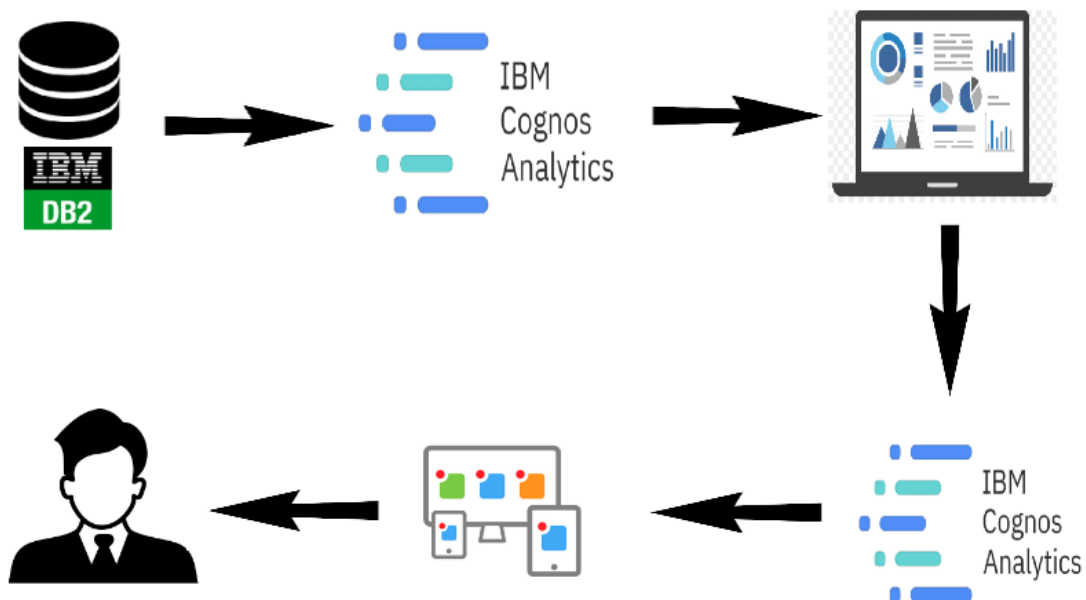 IBM
DB2
IBM
Cognos
Analytics
IBM
Cognos
Analytics